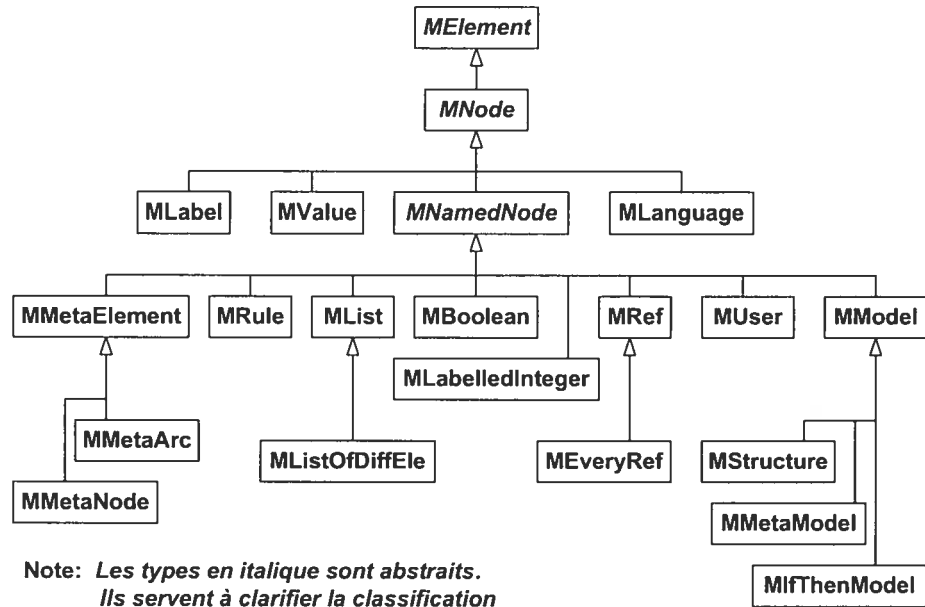 MElement
MNode
MLabel MValue MNamedNode MLanguage
MMetaElement MRule MList MBoolean MRef MUser MModel
MLabelledInteger
MMetaArc MListOfDiffEle MEveryRef MStructure
MMetaNode MMetaModel
Note: Les types en italique sont abstraits.
Ils servent à clarifier la classification
MIfThenModel